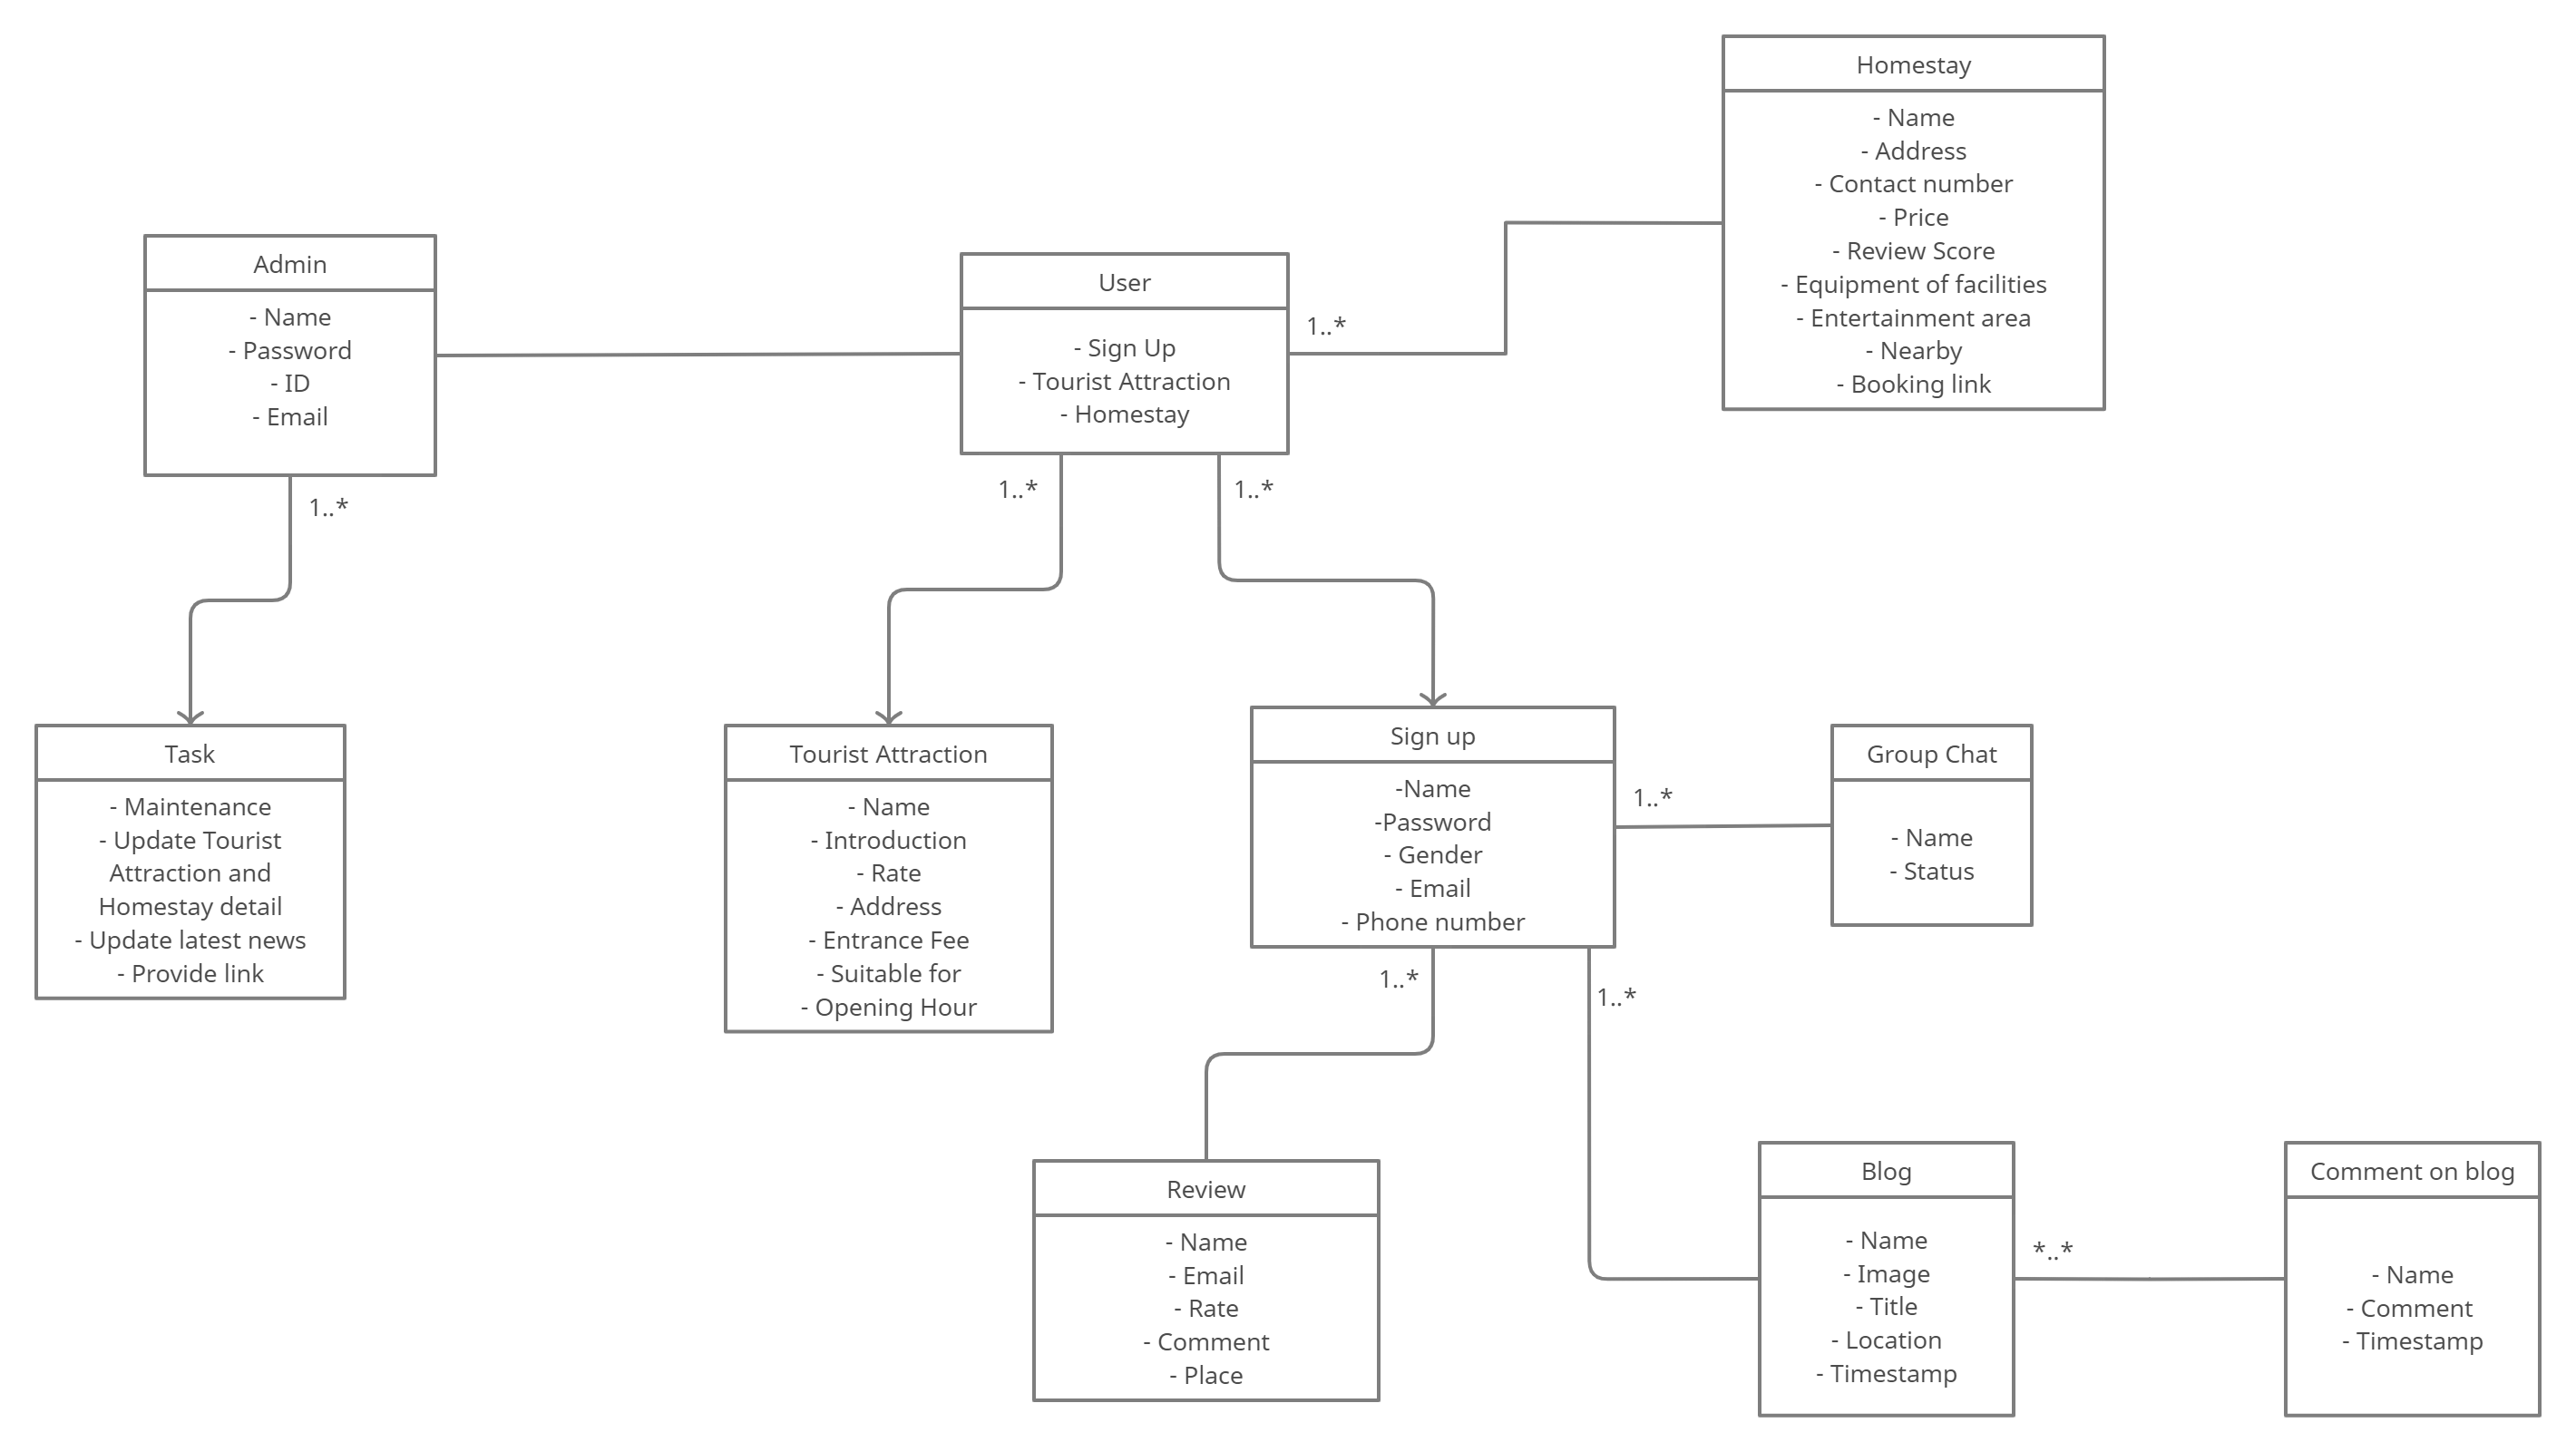 Homestay
- Name
- Address
- Contact number
- Price
- Review Score
- Equipment of facilities
- Entertainment area
- Nearby
- Booking link
Admin
- Name
- Password
- ID
- Email
1..*
User
- Sign Up
- Tourist Attraction
- Homestay
1..*
1..*
1..*
Task
- Maintenance
- Update Tourist
Attraction and
Homestay detail
- Update latest news
- Provide link
Tourist Attraction
- Name
- Introduction
- Rate
- Address
- Entrance Fee
- Suitable for
- Opening Hour
Sign up
-Name
-Password
- Gender
- Email
- Phone number
1..*
1..*
1..*
Group Chat
- Name
- Status
Review
- Name
- Email
- Rate
- Comment
- Place
Blog
- Name
- Image
- Title
- Location
- Timestamp
*..*
Comment on blog
- Name
- Comment
- Timestamp